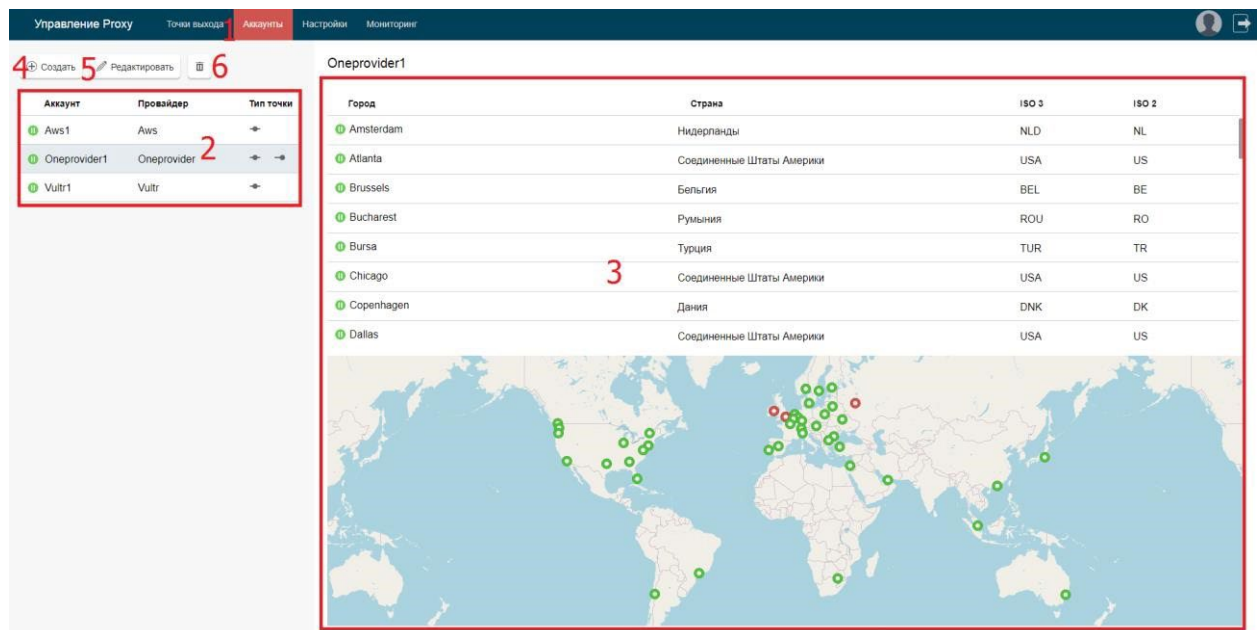 Управление Proxy Точки выхода 1 Аккаунты Настройки Мониторинг
4 Создать 5 Редактировать 6
Oneprovider1
Аккаунт Провайдер Тип точки
Aws1 Aws
2
Oneprovider1 Oneprovider
Vultr1 Vultr
Город Страна ISO 3 ISO 2
Amsterdam Нидерланды NLD NL
Atlanta Соединенные Штаты Америки USA US
Brussels Бельгия BEL BE
Bucharest Румыния ROU RO
Bursa Турция TUR TR
3
Chicago Соединенные Штаты Америки USA US
Copenhagen Дания DNK DK
Dallas Соединенные Штаты Америки USA US